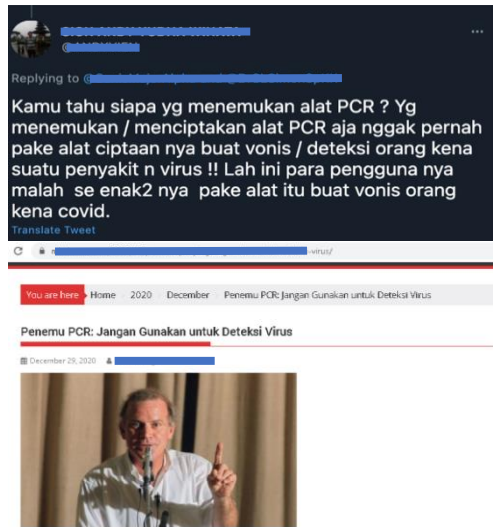 Replying to @
Kamu tahu siapa yg menemukan alat PCR ? Yg
menemukan / menciptakan alat PCR aja nggak pernah
pake alat ciptaan nya buat vonis / deteksi orang kena
suatu penyakit n virus !! Lah ini para pengguna nya
malah se enak2 nya pake alat itu buat vonis orang
kena covid.
Translate Tweet
-virus/
You are here Home 2020 December Penemu PCR: Jangan Gunakan untuk Deteksi Virus
Penemu PCR: Jangan Gunakan untuk Deteksi Virus
December 29, 2020